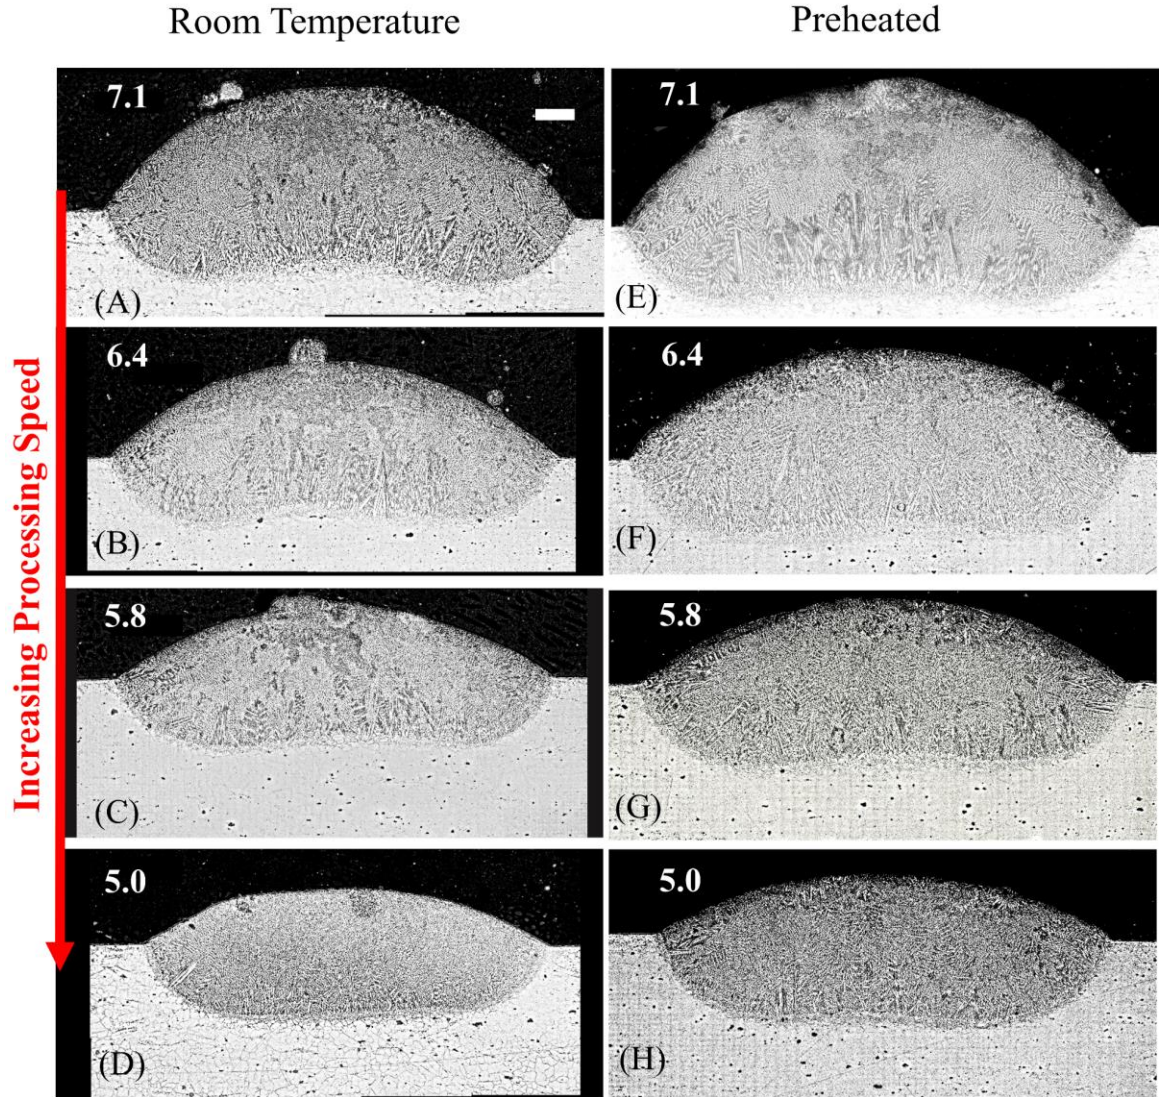 Room Temperature
Preheated
Increasing Processing Speed
7.1
(A)
7.1
(E)
6.4
(B)
6.4
(F)
5.8
(C)
5.8
(G)
5.0
(D)
5.0
(H)